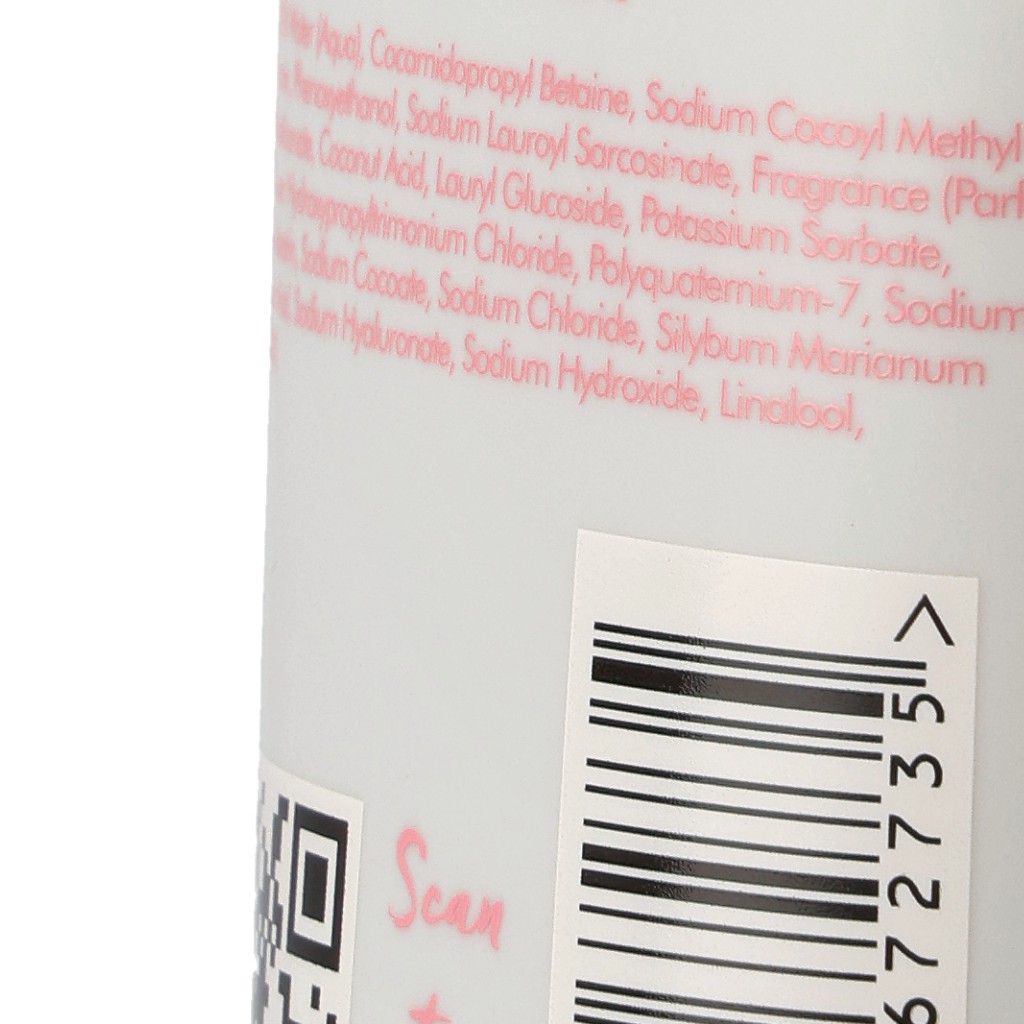 Water (Aqua), Cocamidopropyl Betaine, Sodium Cocoyl Methyl
Phenoxyethanol, Sodium Lauroyl Sarcosinate, Fragrance (Parf
Coconut Acid, Lauryl Glucoside, Potassium Sorbate,
Hydroxypropyltrimonium Chloride, Polyquaternium-7, Sodium
Sodium Cocoate, Sodium Chloride, Silybum Marianum
Sodium Hyaluronate, Sodium Hydroxide, Linalool,
Scan
672735>